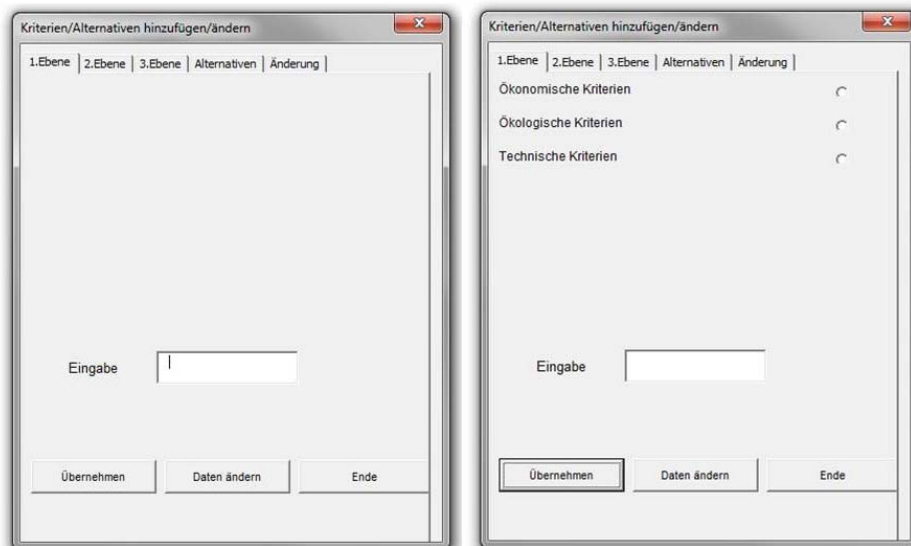 Kriterien/Alternativen hinzufügen/ändern
1.Ebene 2.Ebene 3.Ebene Alternativen Änderung
Eingabe
Übernehmen Daten ändern Ende
Kriterien/Alternativen hinzufügen/ändern
1.Ebene 2.Ebene 3.Ebene Alternativen Änderung
Ökonomische Kriterien
Ökologische Kriterien
Technische Kriterien
Eingabe
Übernehmen Daten ändern Ende